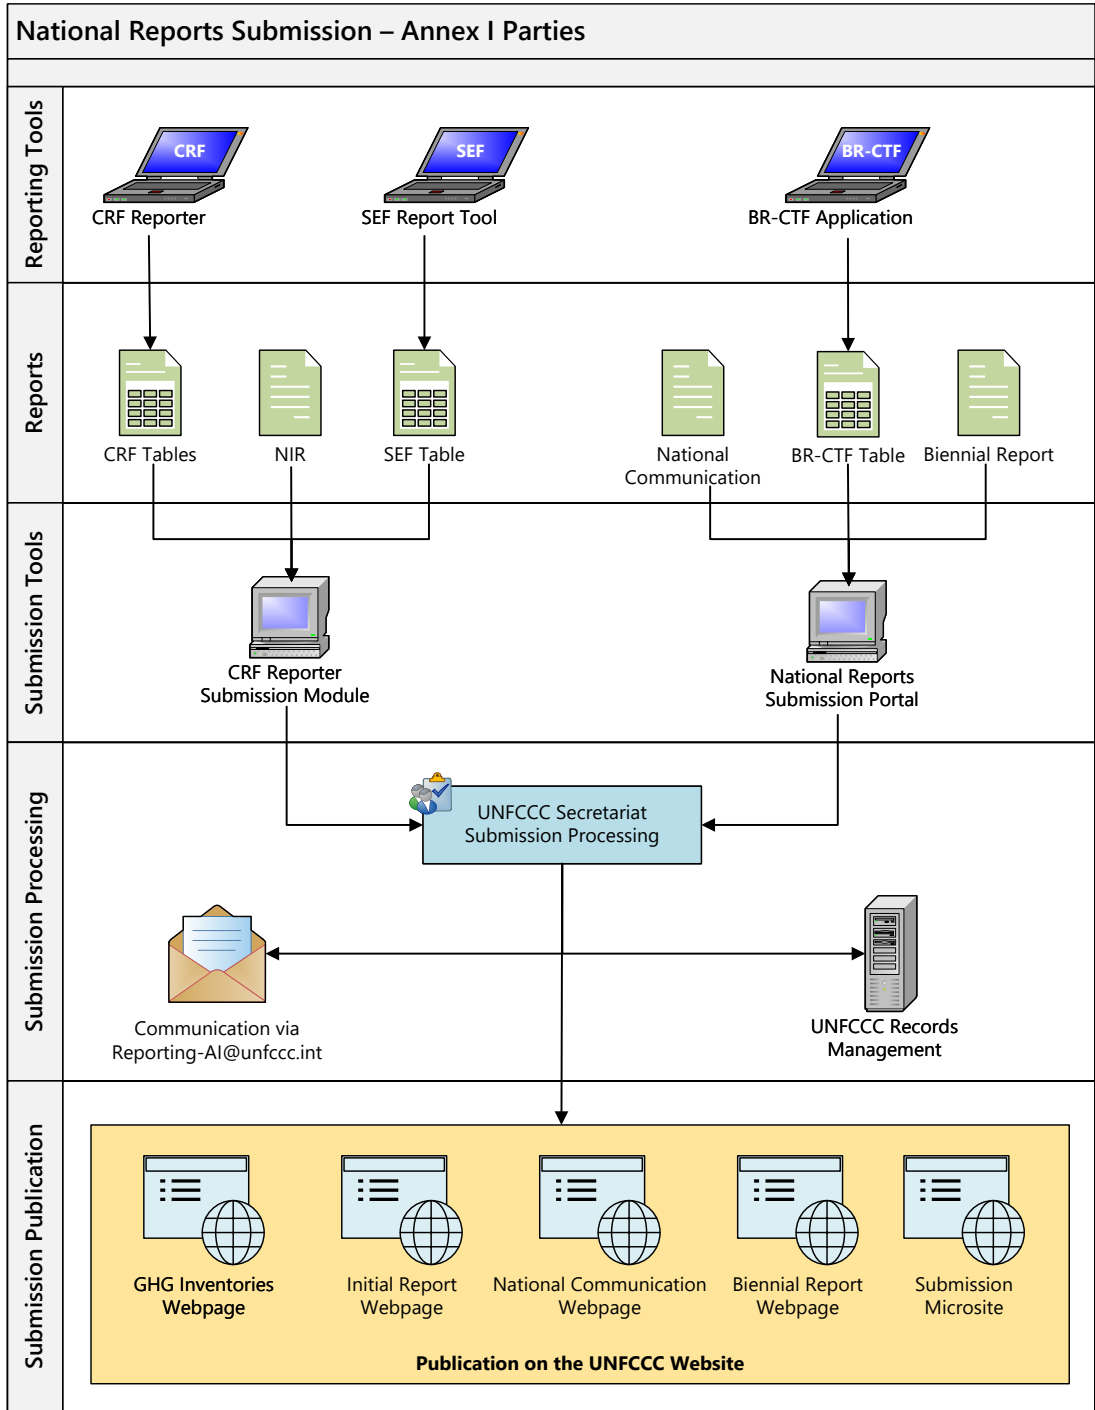 National Reports Submission – Annex I Parties
Reporting Tools
CRF
SEF
BR-CTF
CRF Reporter
SEF Report Tool
BR-CTF Application
Reports
CRF Tables
NIR
SEF Table
National
Communication
BR-CTF Table
Biennial Report
Submission Tools
CRF Reporter
Submission Module
National Reports
Submission Portal
Submission Processing
UNFCCC Secretariat
Submission Processing
Communication via
Reporting-AI@unfccc.int
UNFCCC Records
Management
Submission Publication
GHG Inventories
Webpage
Initial Report
Webpage
National Communication
Webpage
Biennial Report
Webpage
Submission
Microsite
Publication on the UNFCCC Website